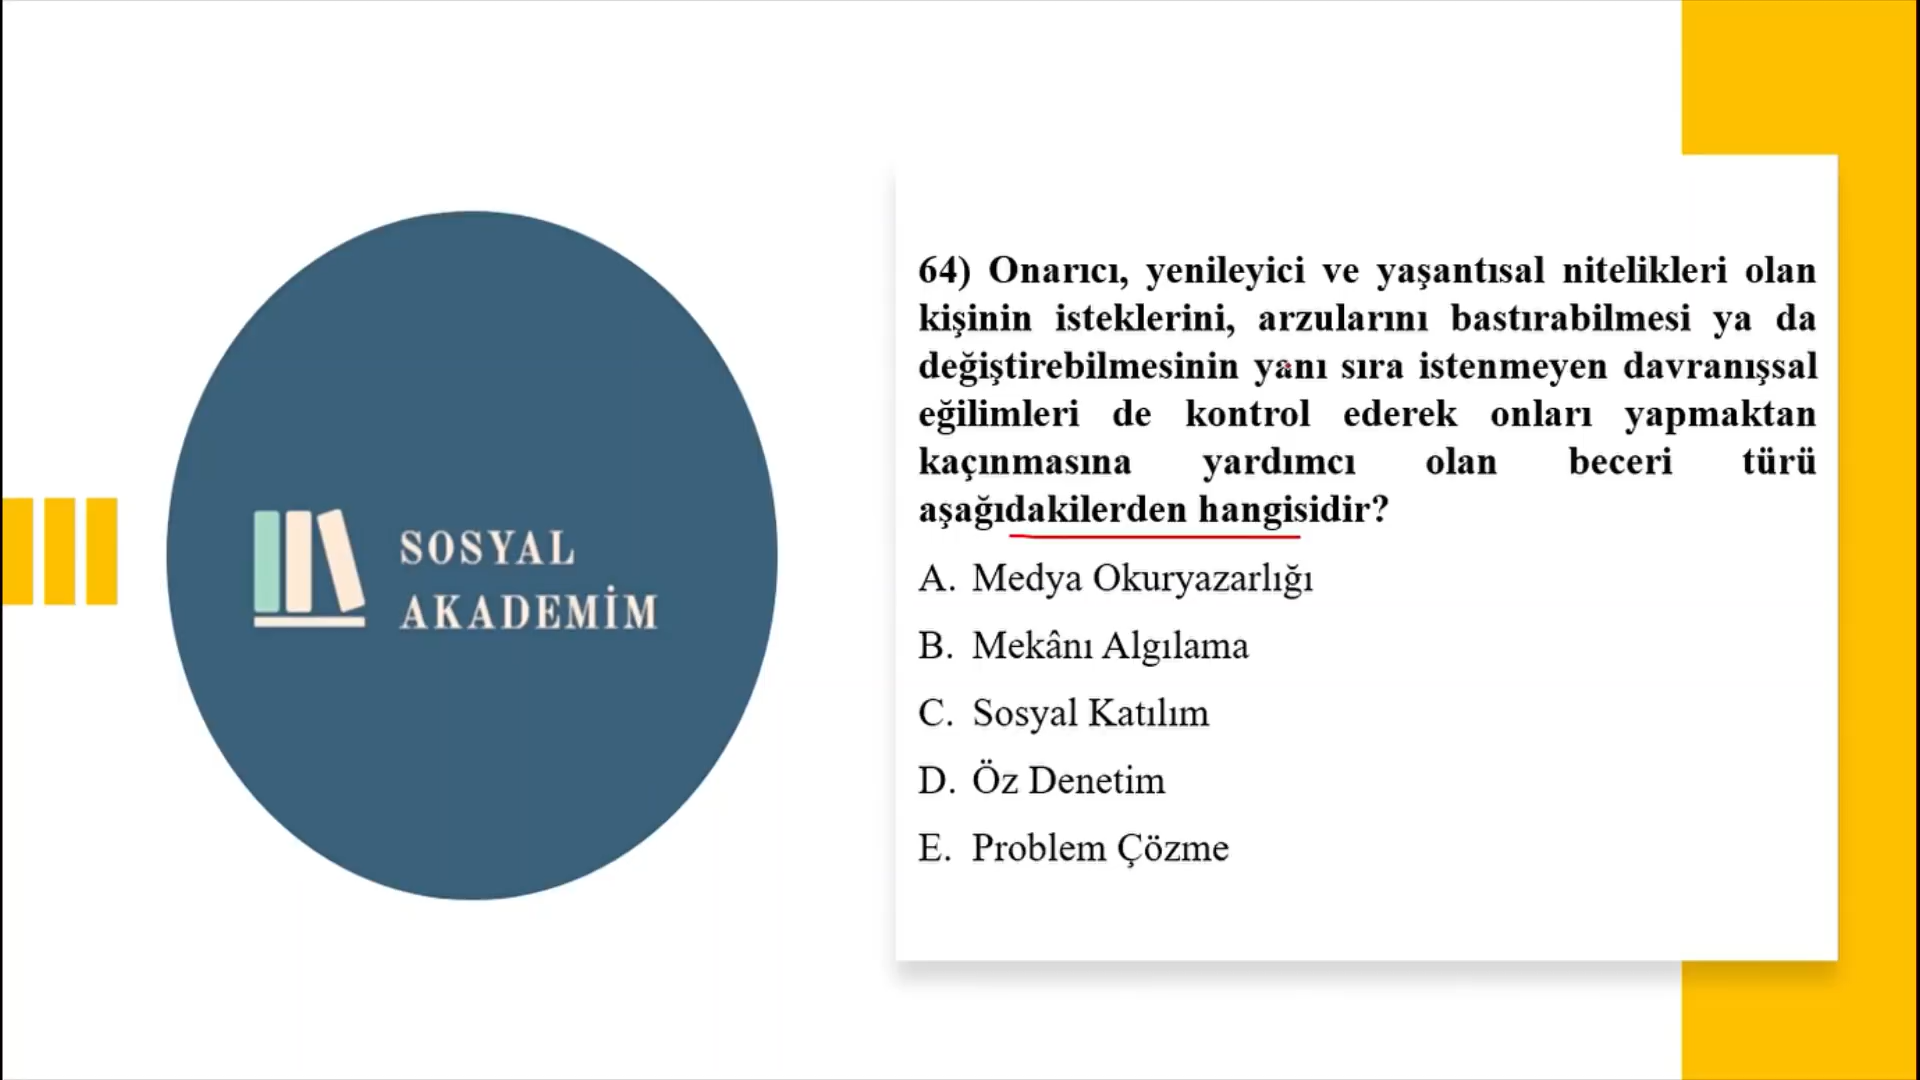 SOSYAL
AKADEMİM
64) Onarıcı, yenileyici ve yaşantısal nitelikleri olan
kişinin isteklerini, arzularını bastırabilmesi ya da
değiştirebilmesinin yanı sıra istenmeyen davranışsal
eğilimleri de kontrol ederek onları yapmaktan
kaçınmasına yardımcı olan beceri türü
aşağıdakilerden hangisidir?
A. Medya Okuryazarlığı
B. Mekânı Algılama
C. Sosyal Katılım
D. Öz Denetim
E. Problem Çözme